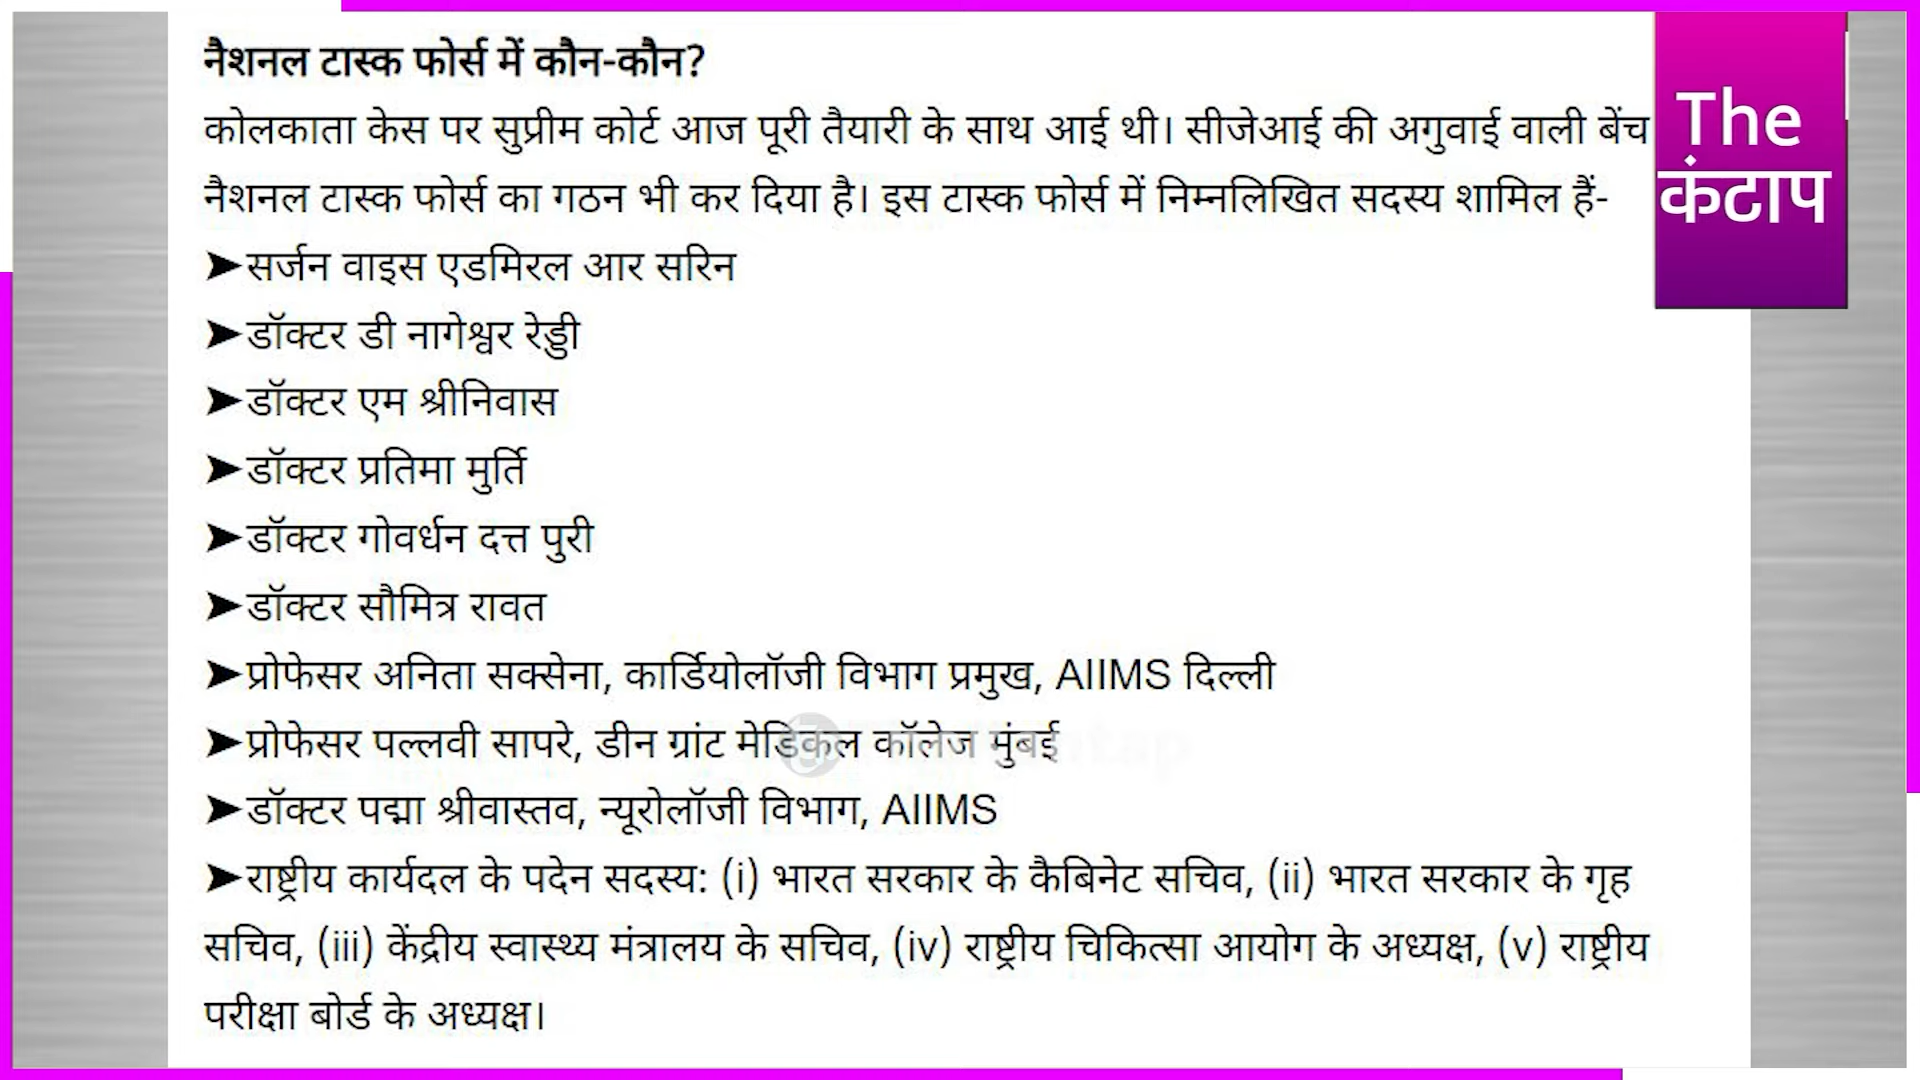 नैशनल टास्क फोर्स में कौन-कौन?
कोलकाता केस पर सुप्रीम कोर्ट आज पूरी तैयारी के साथ आई थी। सीजेआई की अगुवाई वाली बेंच
नैशनल टास्क फोर्स का गठन भी कर दिया है। इस टास्क फोर्स में निम्नलिखित सदस्य शामिल हैं-
➤सर्जन वाइस एडमिरल आर सरिन
➤डॉक्टर डी नागेश्वर रेड्डी
➤डॉक्टर एम श्रीनिवास
➤डॉक्टर प्रतिमा मुर्ति
➤डॉक्टर गोवर्धन दत्त पुरी
➤डॉक्टर सौमित्र रावत
➤प्रोफेसर अनिता सक्सेना, कार्डियोलॉजी विभाग प्रमुख, AIIMS दिल्ली
➤प्रोफेसर पल्लवी सापरे, डीन ग्रांट मेडिकल कॉलेज मुंबई
➤डॉक्टर पद्मा श्रीवास्तव, न्यूरोलॉजी विभाग, AIIMS
➤राष्ट्रीय कार्यदल के पदेन सदस्य: (i) भारत सरकार के कैबिनेट सचिव, (ii) भारत सरकार के गृह
सचिव, (iii) केंद्रीय स्वास्थ्य मंत्रालय के सचिव, (iv) राष्ट्रीय चिकित्सा आयोग के अध्यक्ष, (v) राष्ट्रीय
परीक्षा बोर्ड के अध्यक्ष।
The
कंटाप